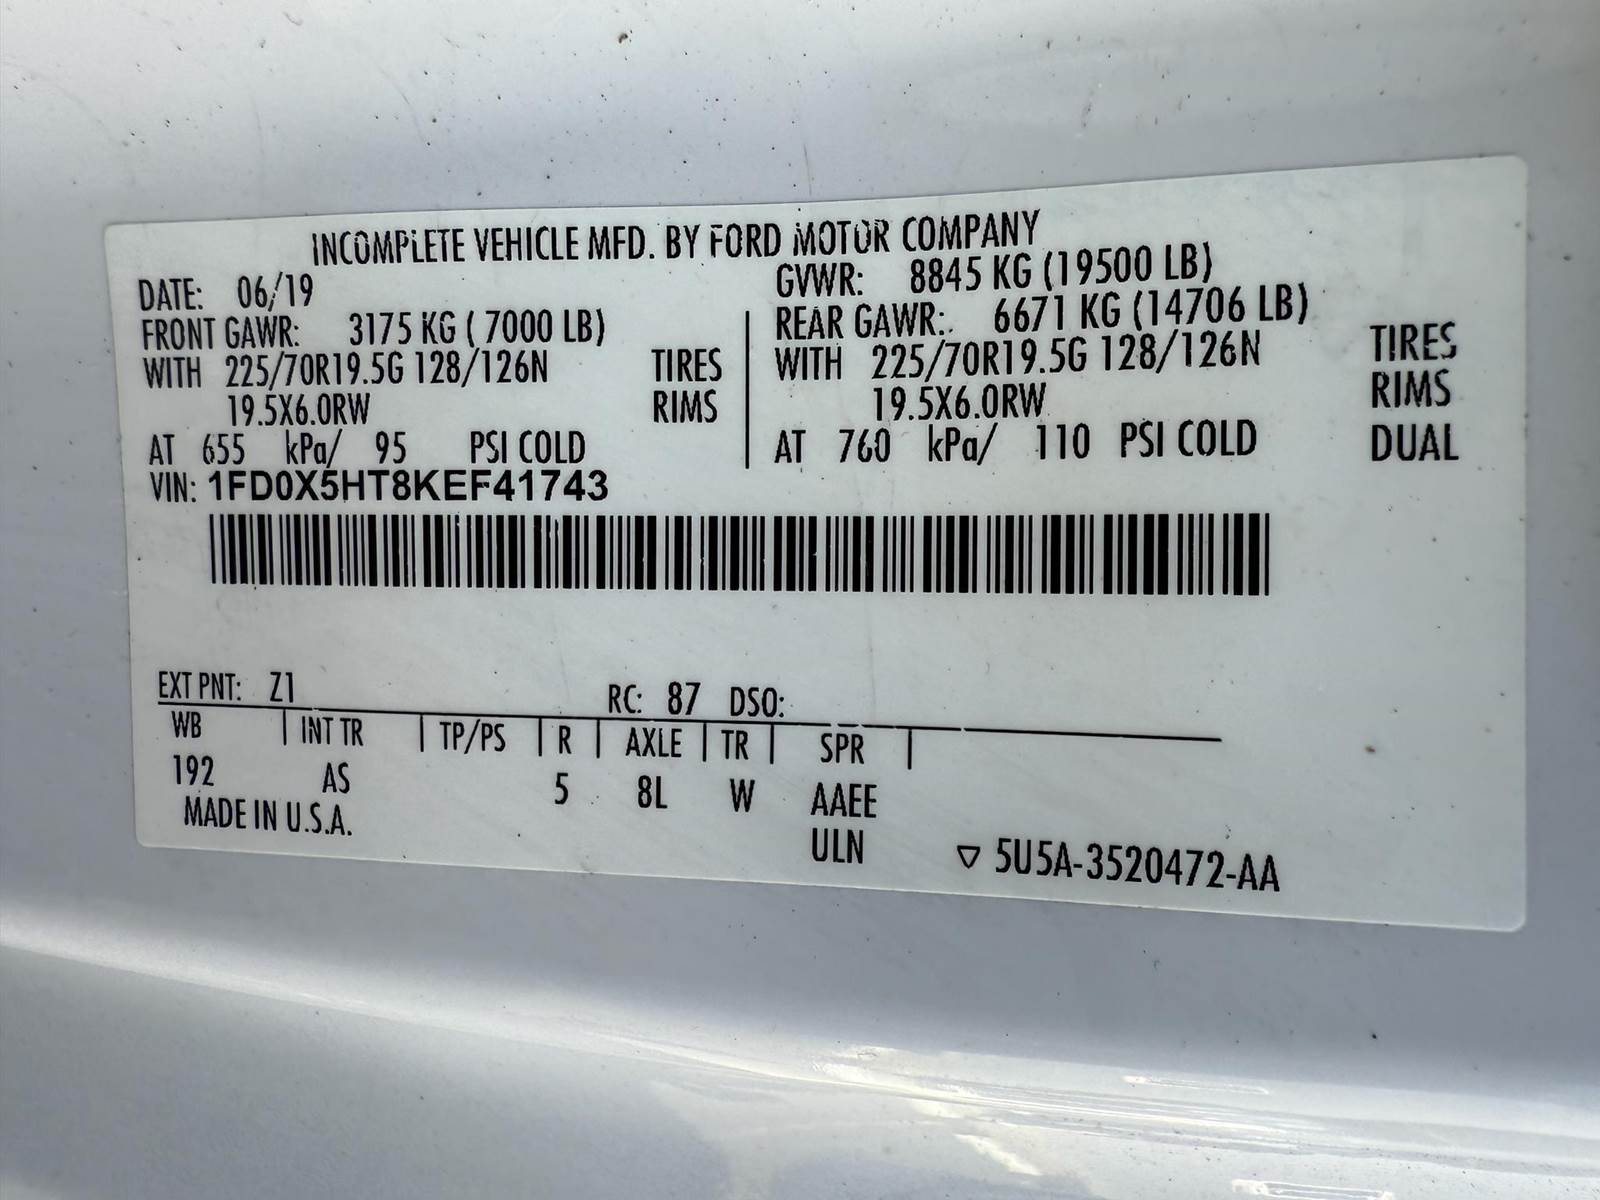 INCOMPLETE VEHICLE MFD. BY FORD MOTOR COMPANY
DATE: 06/19
GVWR: 8845 KG (19500 LB)
FRONT GAWR: 3175 KG ( 7000 LB)
REAR GAWR: 6671 KG (14706 LB)
WITH 225/70R19.5G 128/126N TIRES
WITH 225/70R19.5G 128/126N TIRES
19.5X6.0RW RIMS
19.5X6.0RW RIMS
AT 655 kPa/ 95 PSI COLD
AT 760 kPa/ 110 PSI COLD DUAL
VIN: 1FD0X5HT8KEF41743
EXT PNT: Z1 RC: 87 DSO:
WB | INT TR | TP/PS | R | AXLE | TR | SPR |
192 AS 5 8L W AAEE
MADE IN U.S.A. ULN ▽ 5U5A-3520472-AA